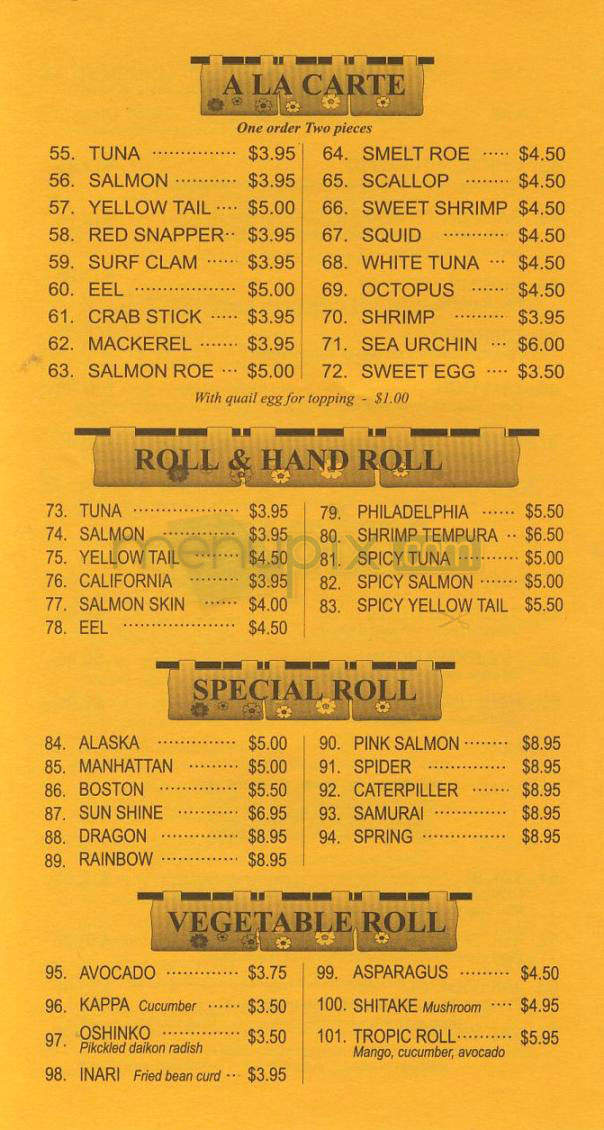 A LA CARTE
One order Two pieces
55. TUNA ·············· $3.95
56. SALMON ··········· $3.95
57. YELLOW TAIL ···· $5.00
58. RED SNAPPER·· $3.95
59. SURF CLAM ····· $3.95
60. EEL ··············· $5.00
61. CRAB STICK ····· $3.95
62. MACKEREL ······· $3.95
63. SALMON ROE ··· $5.00
64. SMELT ROE ····· $4.50
65. SCALLOP ········ $4.50
66. SWEET SHRIMP $4.50
67. SQUID ··········· $4.50
68. WHITE TUNA ··· $4.50
69. OCTOPUS ······ $4.50
70. SHRIMP ········· $3.95
71. SEA URCHIN ··· $6.00
72. SWEET EGG ···· $3.50
With quail egg for topping - $1.00
ROLL & HAND ROLL
73. TUNA ················ $3.95
74. SALMON ············ $3.95
75. YELLOW TAIL ······· $4.50
76. CALIFORNIA ········ $3.95
77. SALMON SKIN ······ $4.00
78. EEL ················· $4.50
79. PHILADELPHIA ······ $5.50
80. SHRIMP TEMPURA ·· $6.50
81. SPICY TUNA ········· $5.00
82. SPICY SALMON ······· $5.00
83. SPICY YELLOW TAIL $5.50
menupix.com
SPECIAL ROLL
84. ALASKA ············ $5.00
85. MANHATTAN ········ $5.00
86. BOSTON ············ $5.50
87. SUN SHINE ·········· $6.95
88. DRAGON ············ $8.95
89. RAINBOW ··········· $8.95
90. PINK SALMON ········ $8.95
91. SPIDER ············ $8.95
92. CATERPILLER ······ $8.95
93. SAMURAI ··········· $8.95
94. SPRING ············· $8.95
VEGETABLE ROLL
95. AVOCADO ············ $3.75
96. KAPPA Cucumber ······ $3.50
97. OSHINKO ············ $3.50
Pikckled daikon radish
98. INARI Fried bean curd ··· $3.95
99. ASPARAGUS ········· $4.50
100. SHITAKE Mushroom ···· $4.95
101. TROPIC ROLL·········· $5.95
Mango, cucumber, avocado